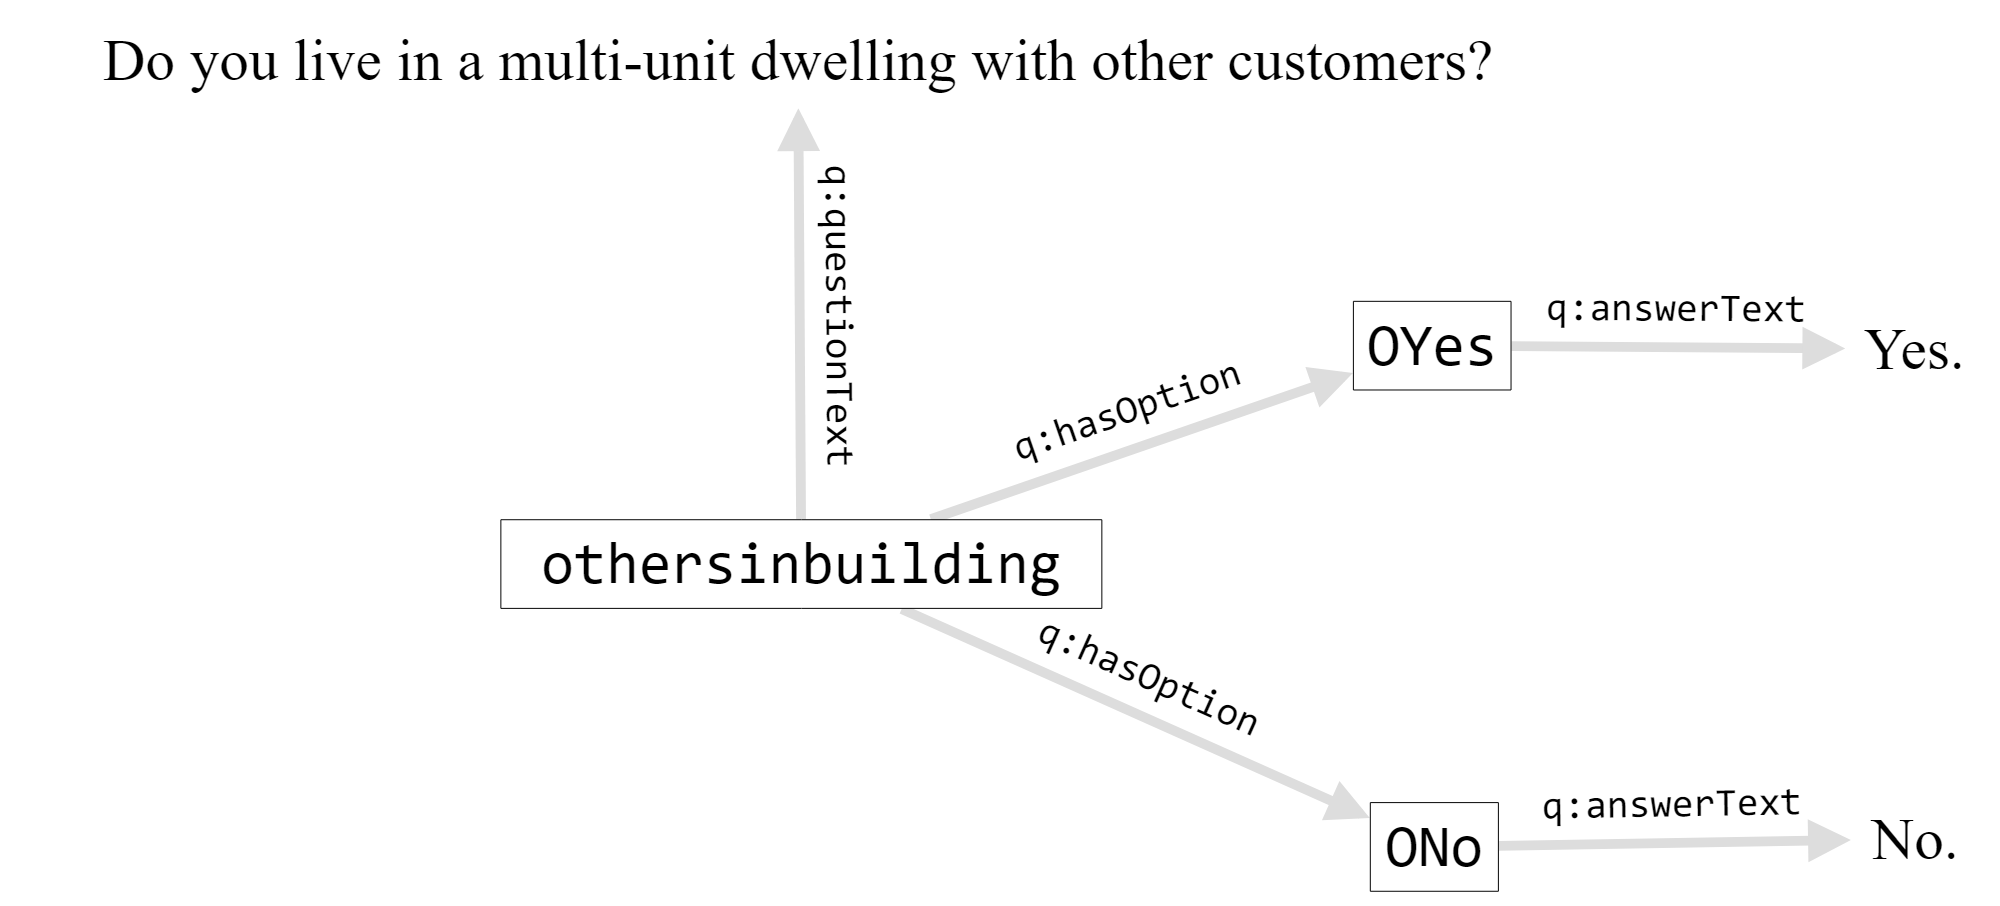 Do you live in a multi-unit dwelling with other customers?
q:questionText
q:answerText
OYes
Yes.
q:hasOption
othersinbuilding
q:hasOption
q:answerText
ONo
No.